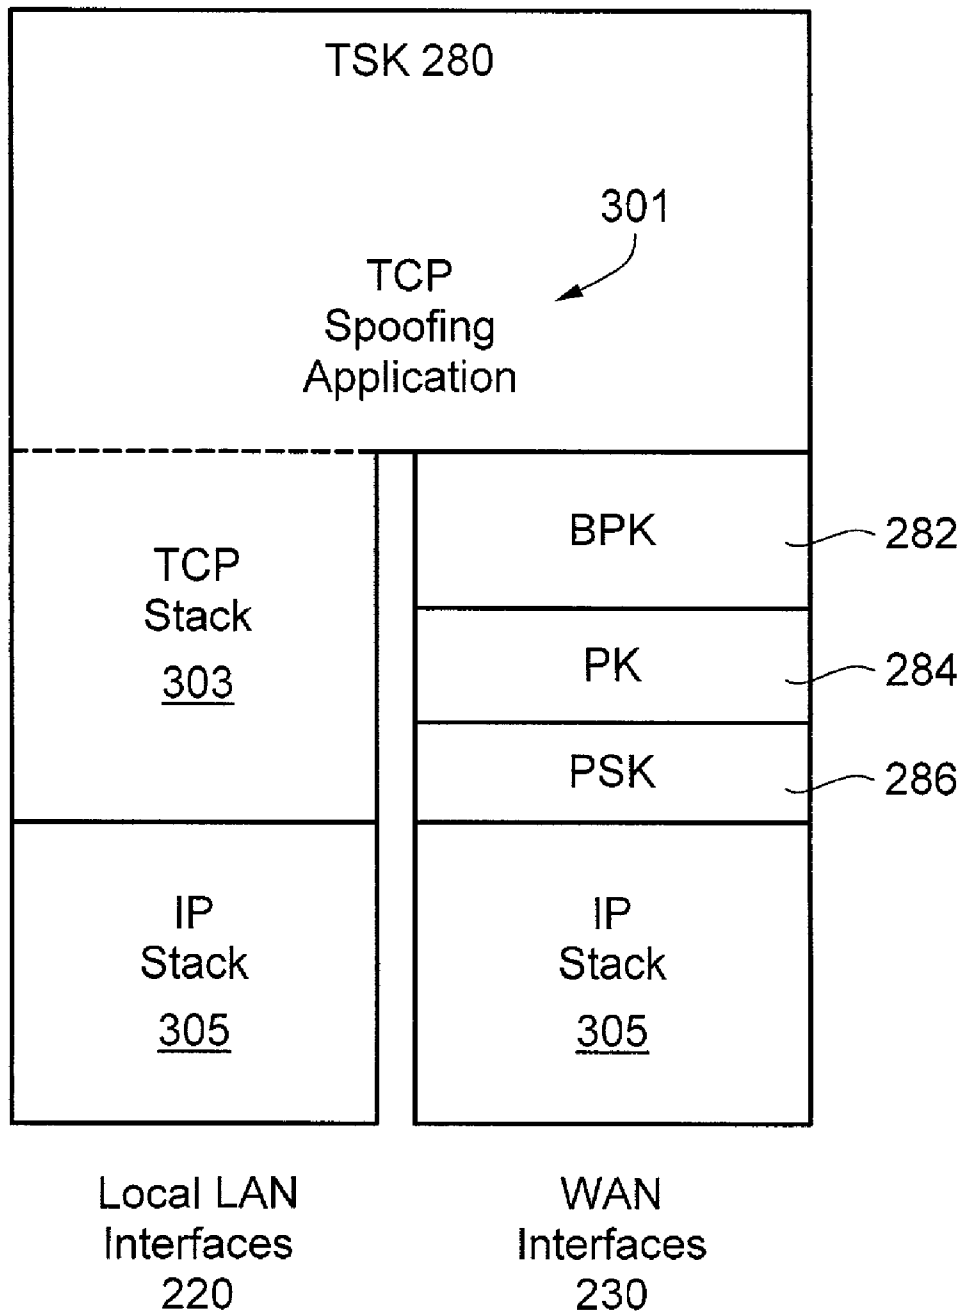 TSK 280
301
TCP
Spoofing
Application
TCP
Stack
303
BPK
282
PK
284
PSK
286
IP
Stack
305
IP
Stack
305
Local LAN
Interfaces
220
WAN
Interfaces
230